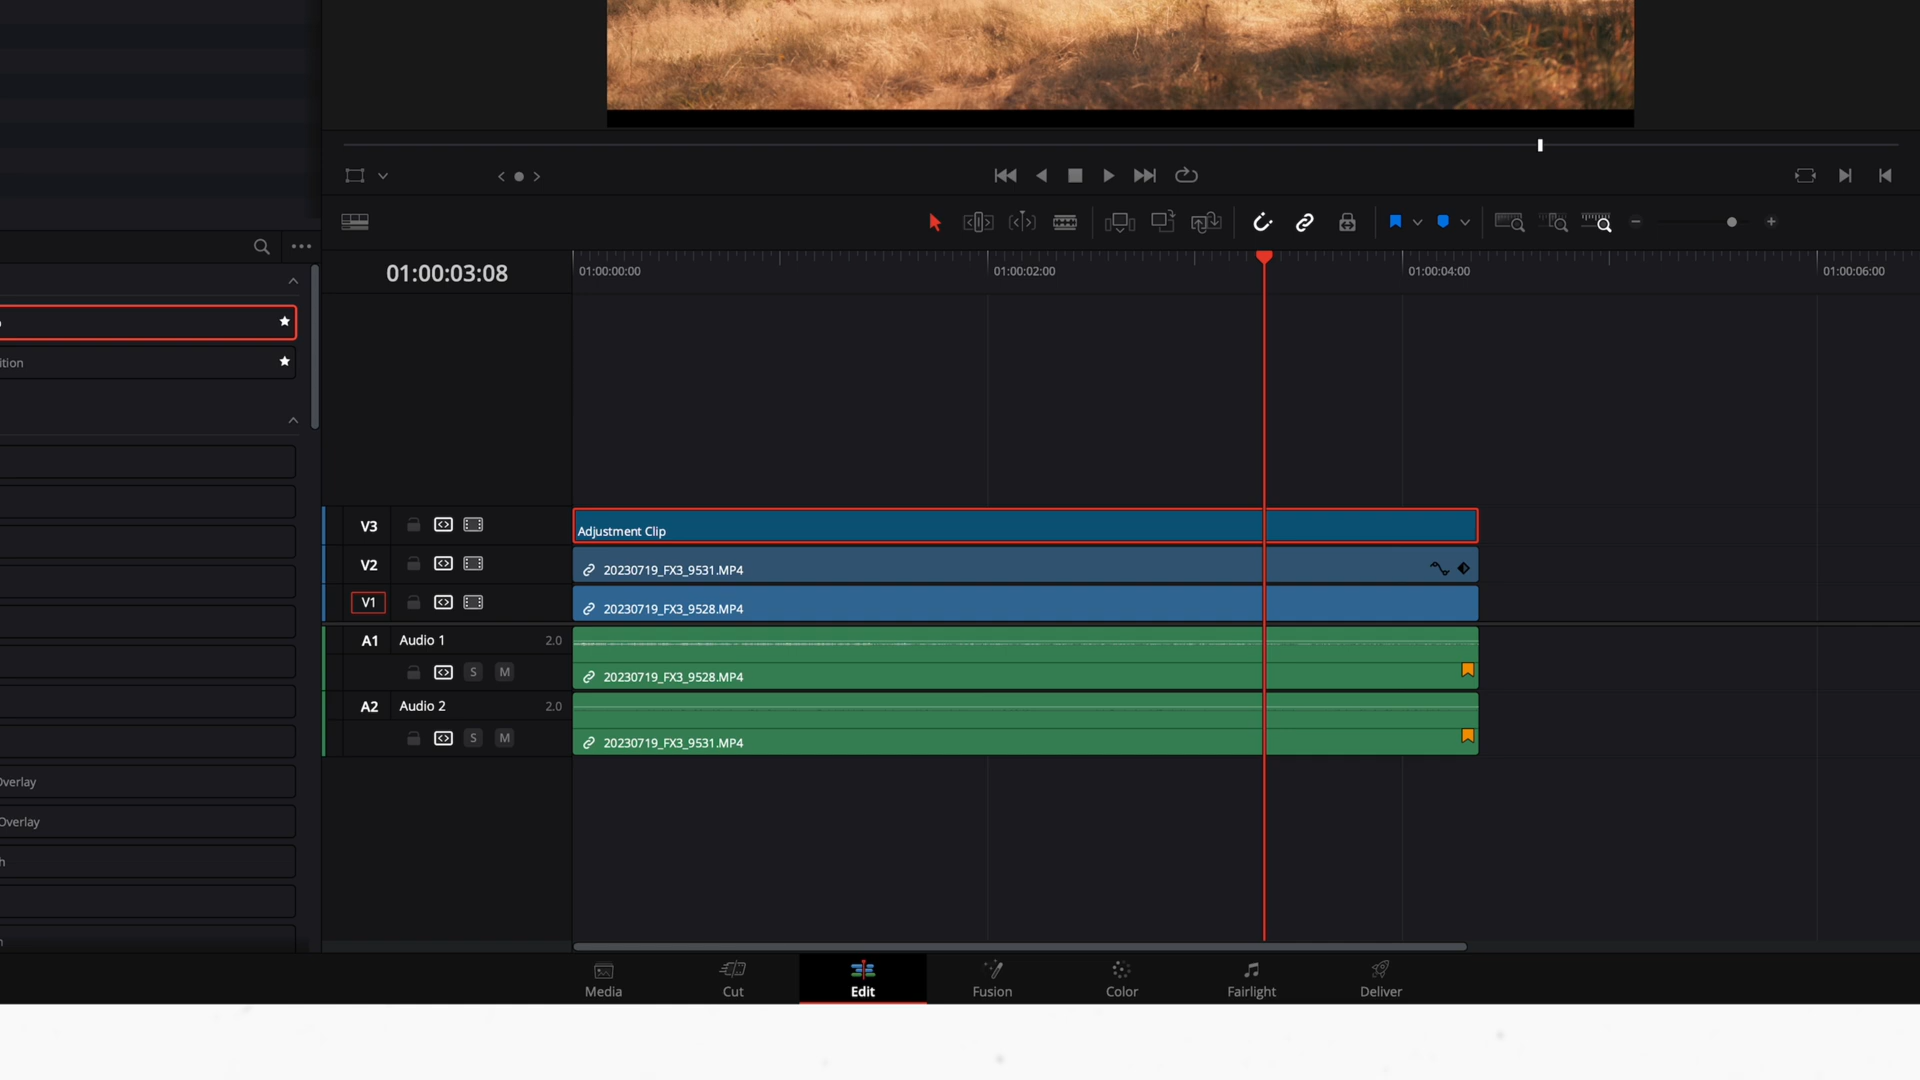 01:00:03:08
01:00:00:00
01:00:02:00
01:00:04:00
01:00:06:00
ition
V3
Adjustment Clip
V2
20230719_FX3_9531.MP4
V1
20230719_FX3_9528.MP4
A1 Audio 1 2.0
S M
20230719_FX3_9528.MP4
A2 Audio 2 2.0
S M
20230719_FX3_9531.MP4
Overlay
Overlay
h
Media
Cut
Edit
Fusion
Color
Fairlight
Deliver